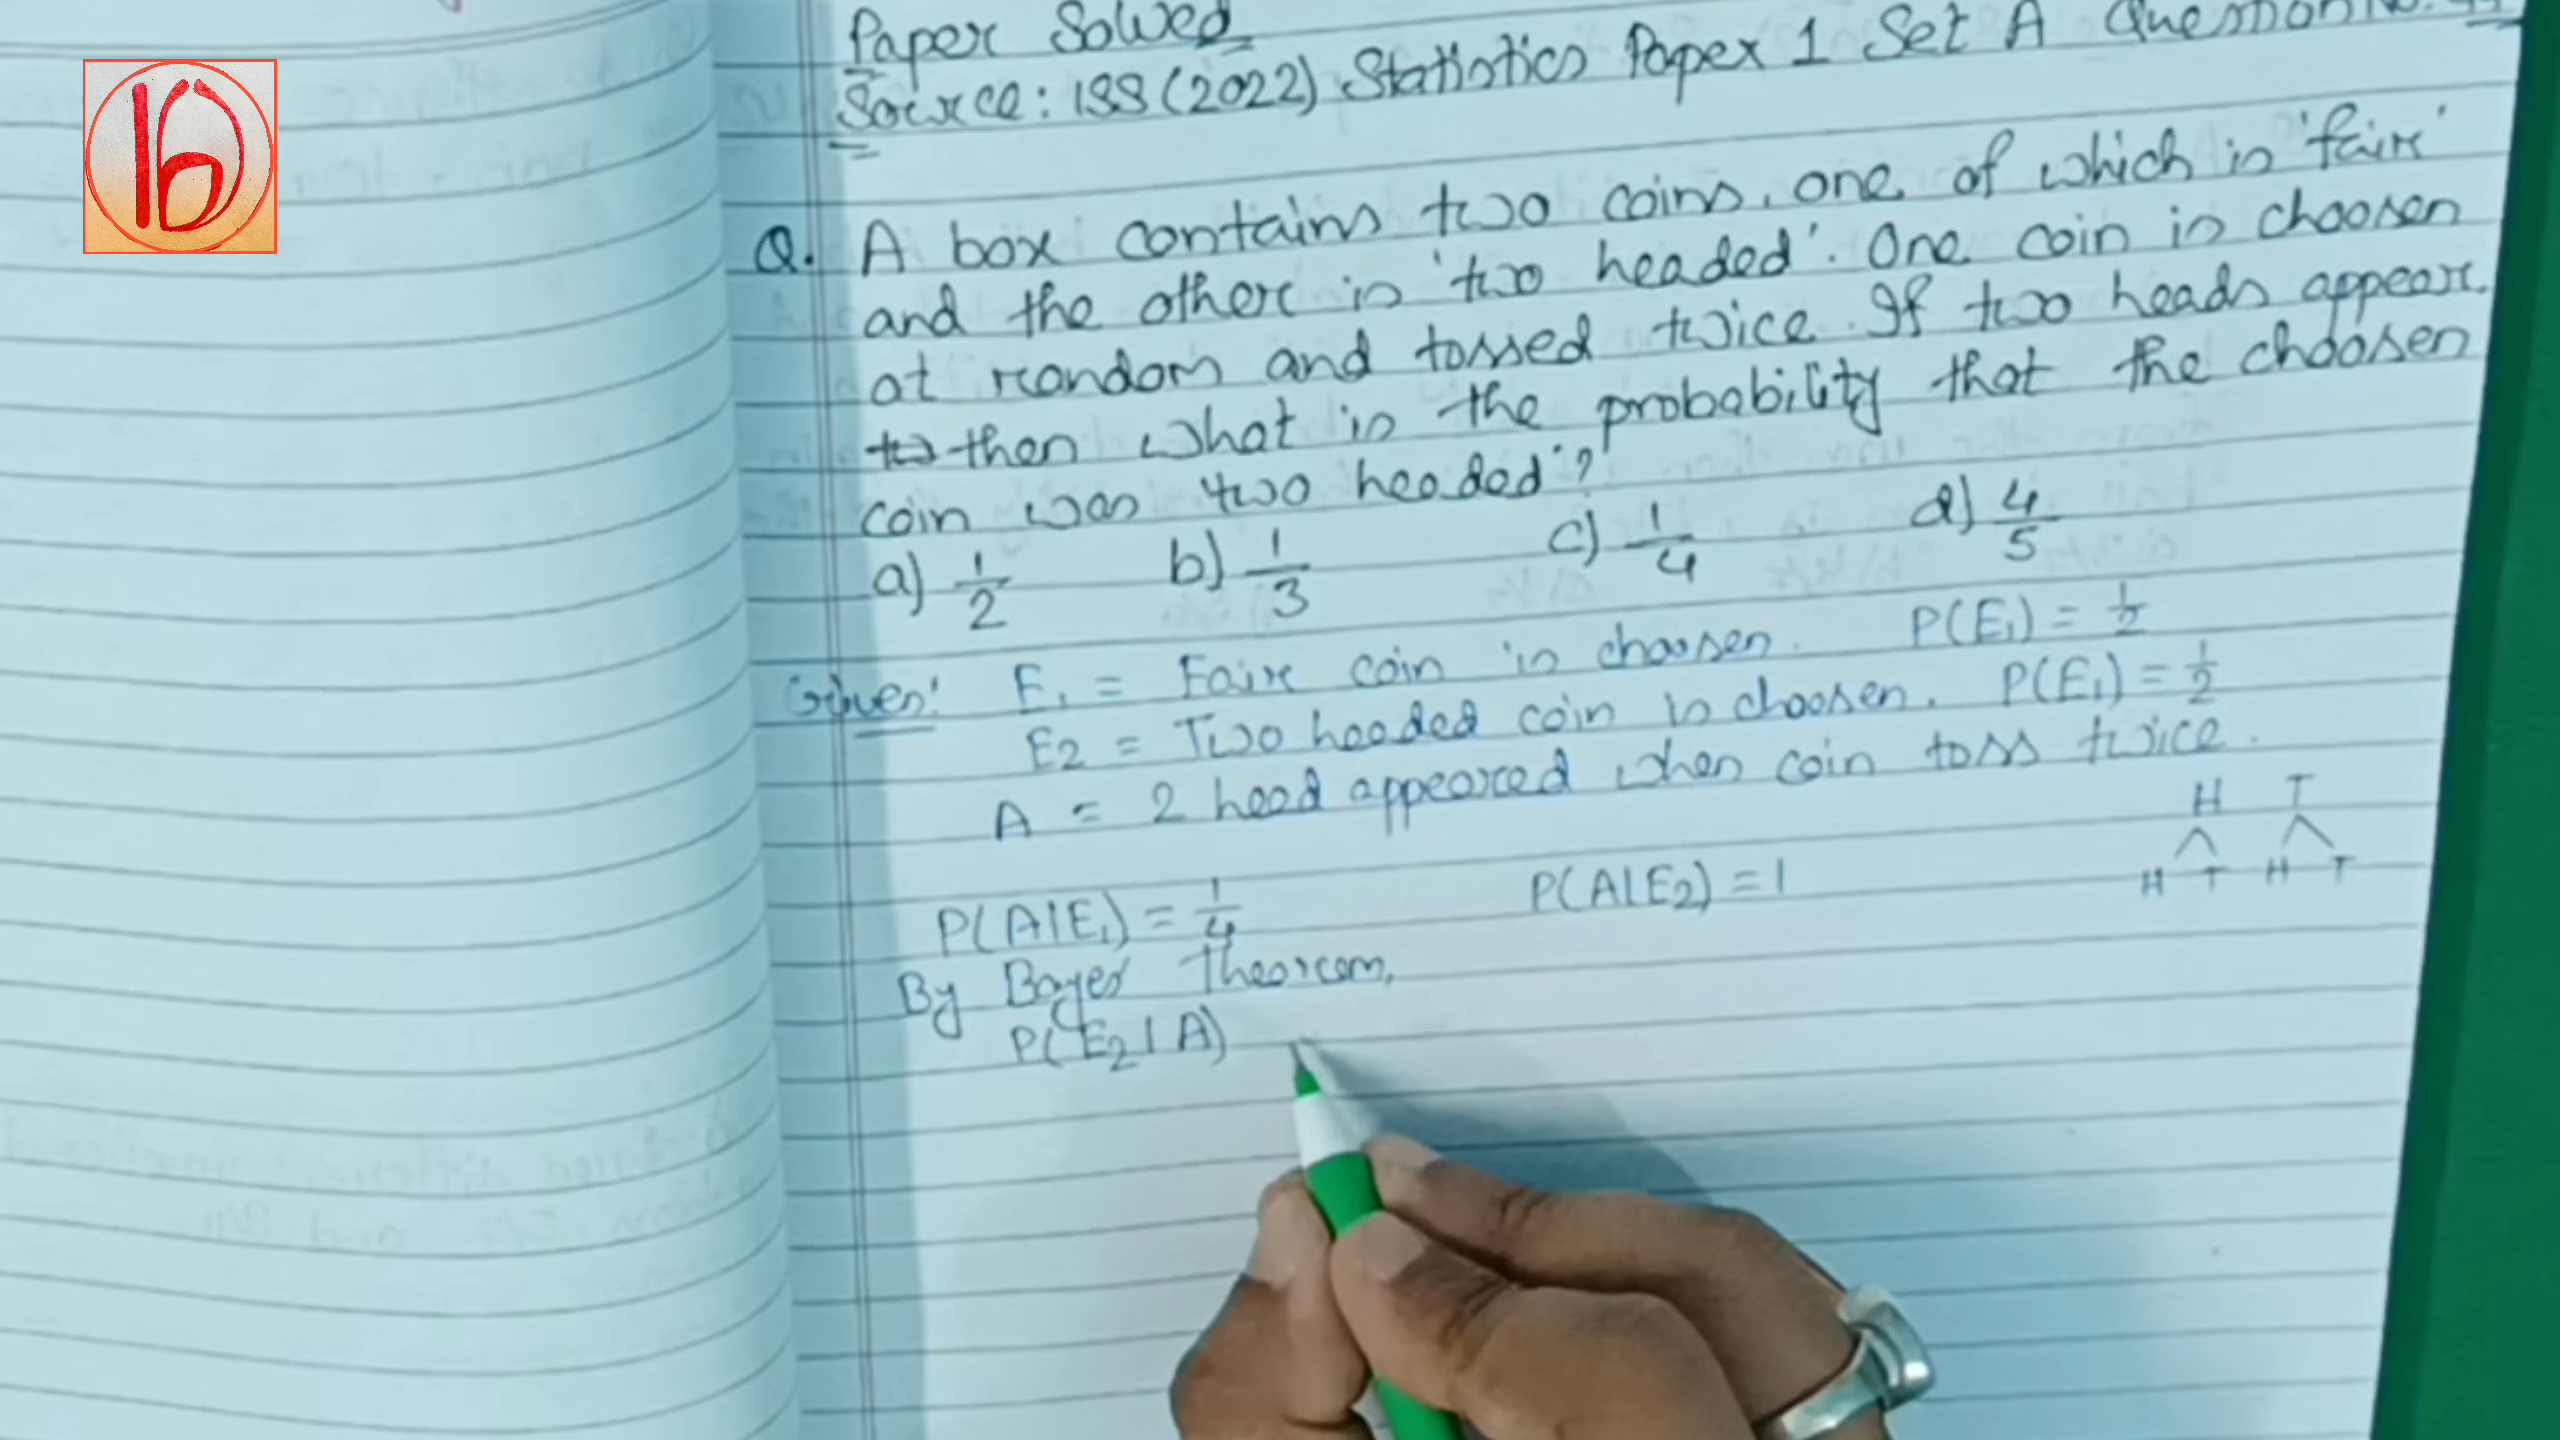 Paper Solved
Source: ISS (2022) Statistics Paper 1 Set A Question No.
Q. A box contains two coins, one of which is 'fair'
and the other is 'two headed'. One coin is choosen
at random and tossed twice. If two heads appear
then what is the probability that the choosen
coin was two headed'?
a) 1/2 b) 1/3 c) 1/4 d) 4/5
Given: E₁ = Fair coin is choosen. P(E₁) = 1/2
E2 = Two headed coin is choosen. P(E₁) = 1/2
A = 2 head appeared when coin toss twice.
H T
H T H T
P(A|E₁) = 1/4 P(A|E₂) = 1
By Bayes Theorem,
P(E₂|A)